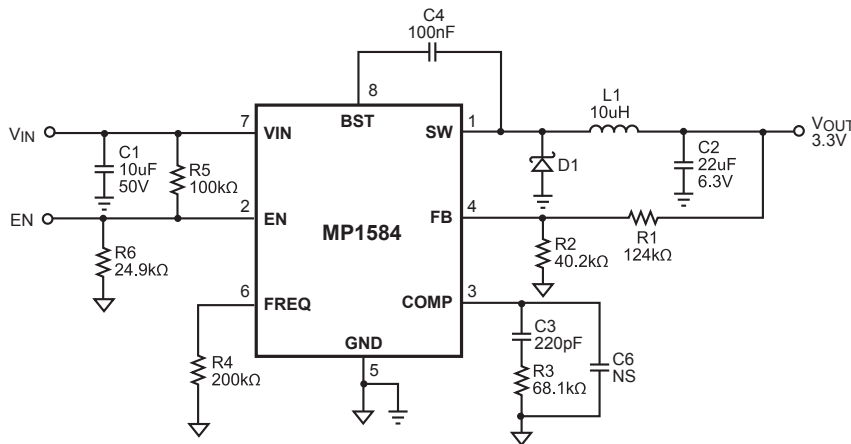 C4
100nF
8
BST
VIN
7
VIN
C1
10uF
50V
R5
100kΩ
EN
2
EN
R6
24.9kΩ
6
FREQ
R4
200kΩ
MP1584
GND
5
SW
1
L1
10uH
VOUT
3.3V
D1
C2
22uF
6.3V
FB
4
R2
40.2kΩ
R1
124kΩ
COMP
3
C3
220pF
R3
68.1kΩ
C6
NS